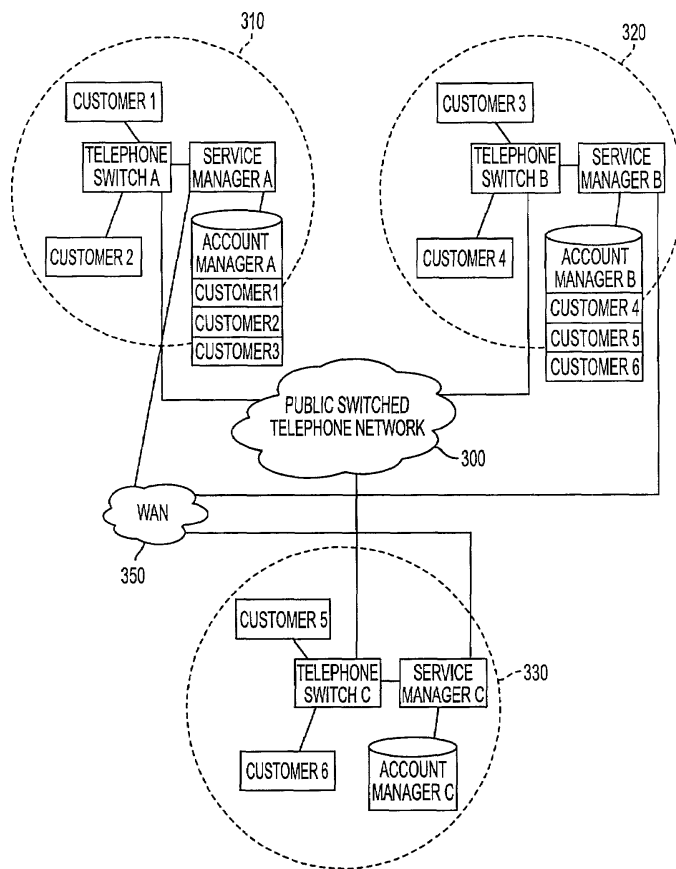 310
320
CUSTOMER 1
TELEPHONE
SWITCH A
SERVICE
MANAGER A
CUSTOMER 2
ACCOUNT
MANAGER A
CUSTOMER1
CUSTOMER2
CUSTOMER3
CUSTOMER 3
TELEPHONE
SWITCH B
SERVICE
MANAGER B
CUSTOMER 4
ACCOUNT
MANAGER B
CUSTOMER 4
CUSTOMER 5
CUSTOMER 6
PUBLIC SWITCHED
TELEPHONE NETWORK
300
WAN
350
CUSTOMER 5
TELEPHONE
SWITCH C
SERVICE
MANAGER C
330
CUSTOMER 6
ACCOUNT
MANAGER C